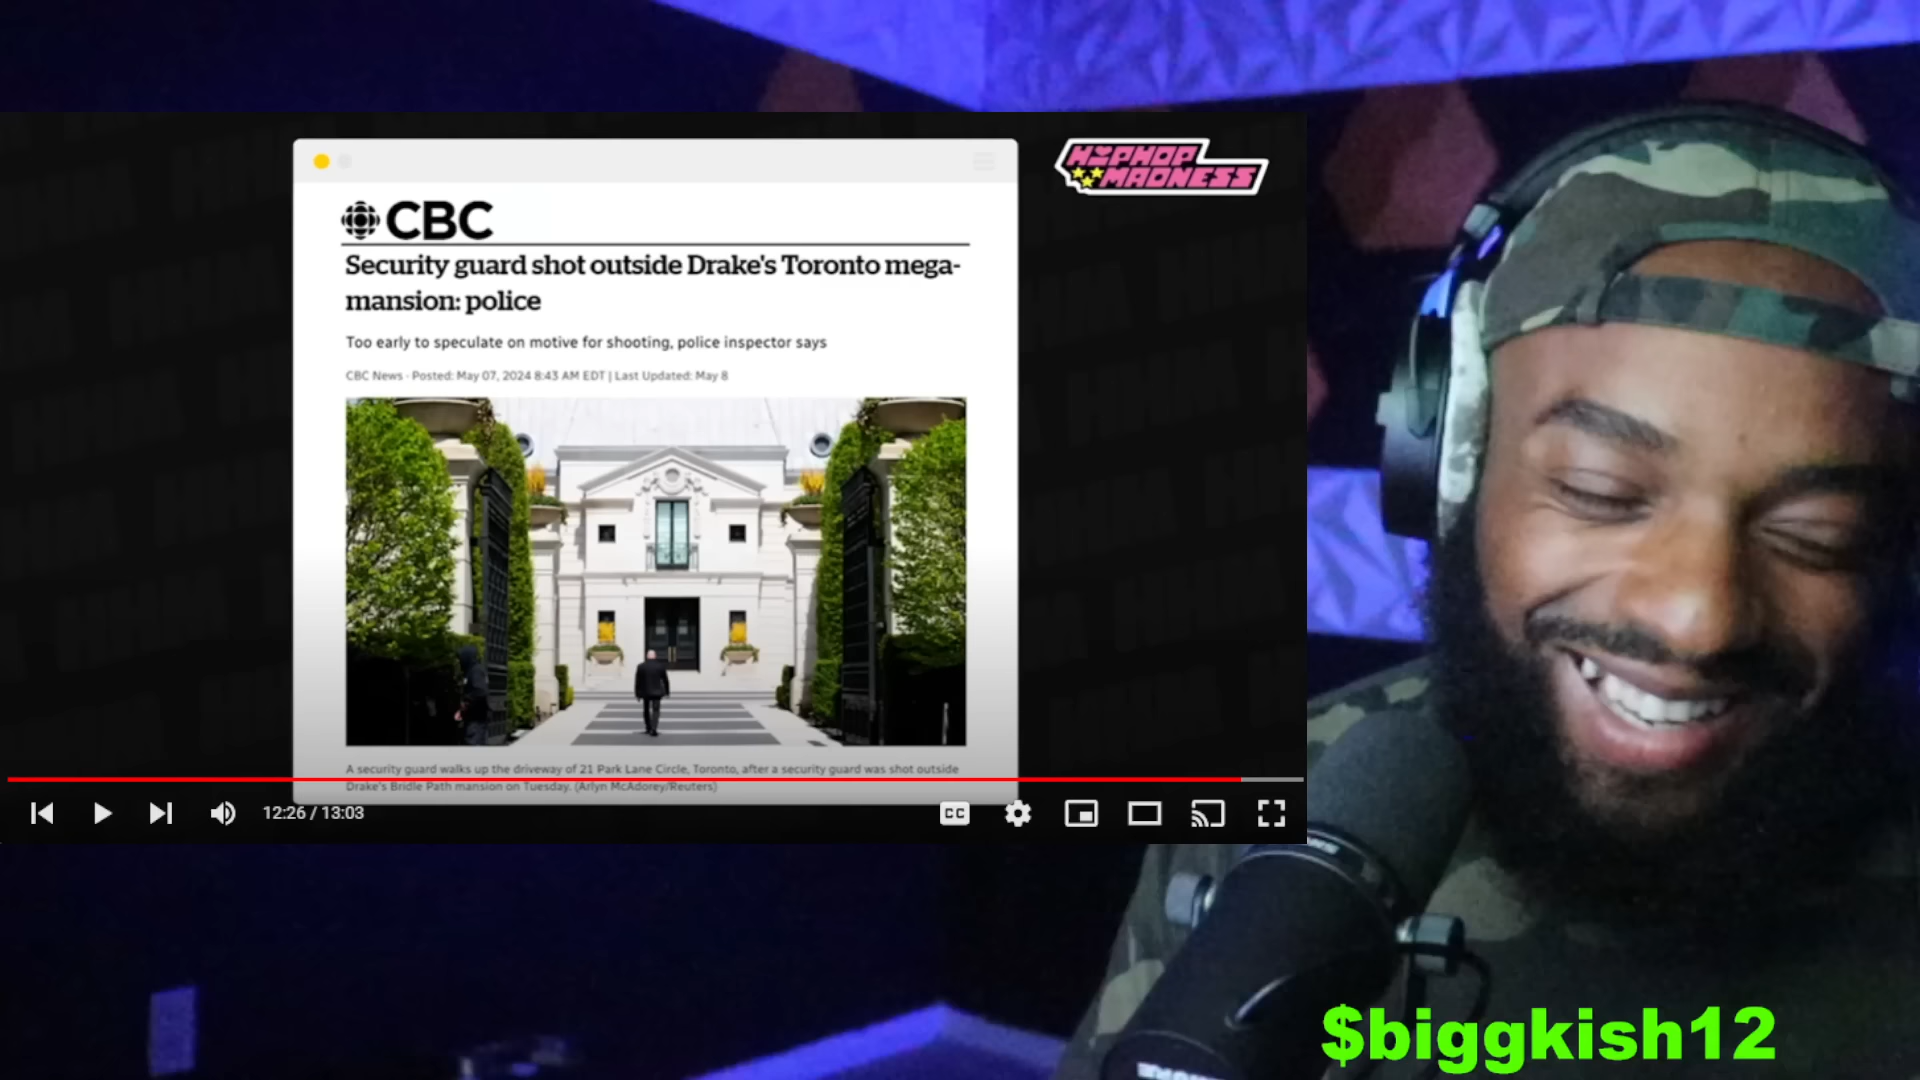 HIPHOP
MADNESS
CBC
Security guard shot outside Drake's Toronto mega-
mansion: police
Too early to speculate on motive for shooting, police inspector says
CBC News · Posted: May 07, 2024 8:43 AM EDT | Last Updated: May 8
A security guard walks up the driveway of 21 Park Lane Circle, Toronto, after a security guard was shot outside
Drake's Bridle Path mansion on Tuesday. (Arlyn McAdorey/Reuters)
12:26 / 13:03
CC
$biggkish12